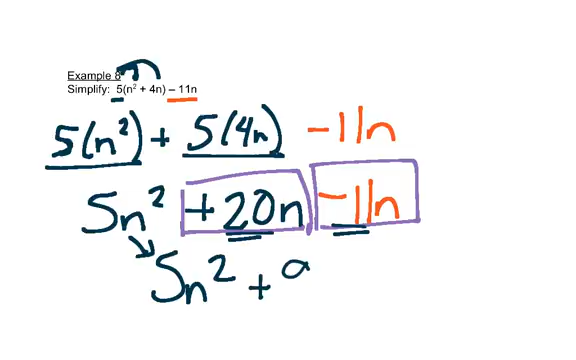 Example 8
Simplify: 5(n² + 4n) – 11n
5(n²) + 5(4n) - 11n
5n² + 20n - 11n
5n² +